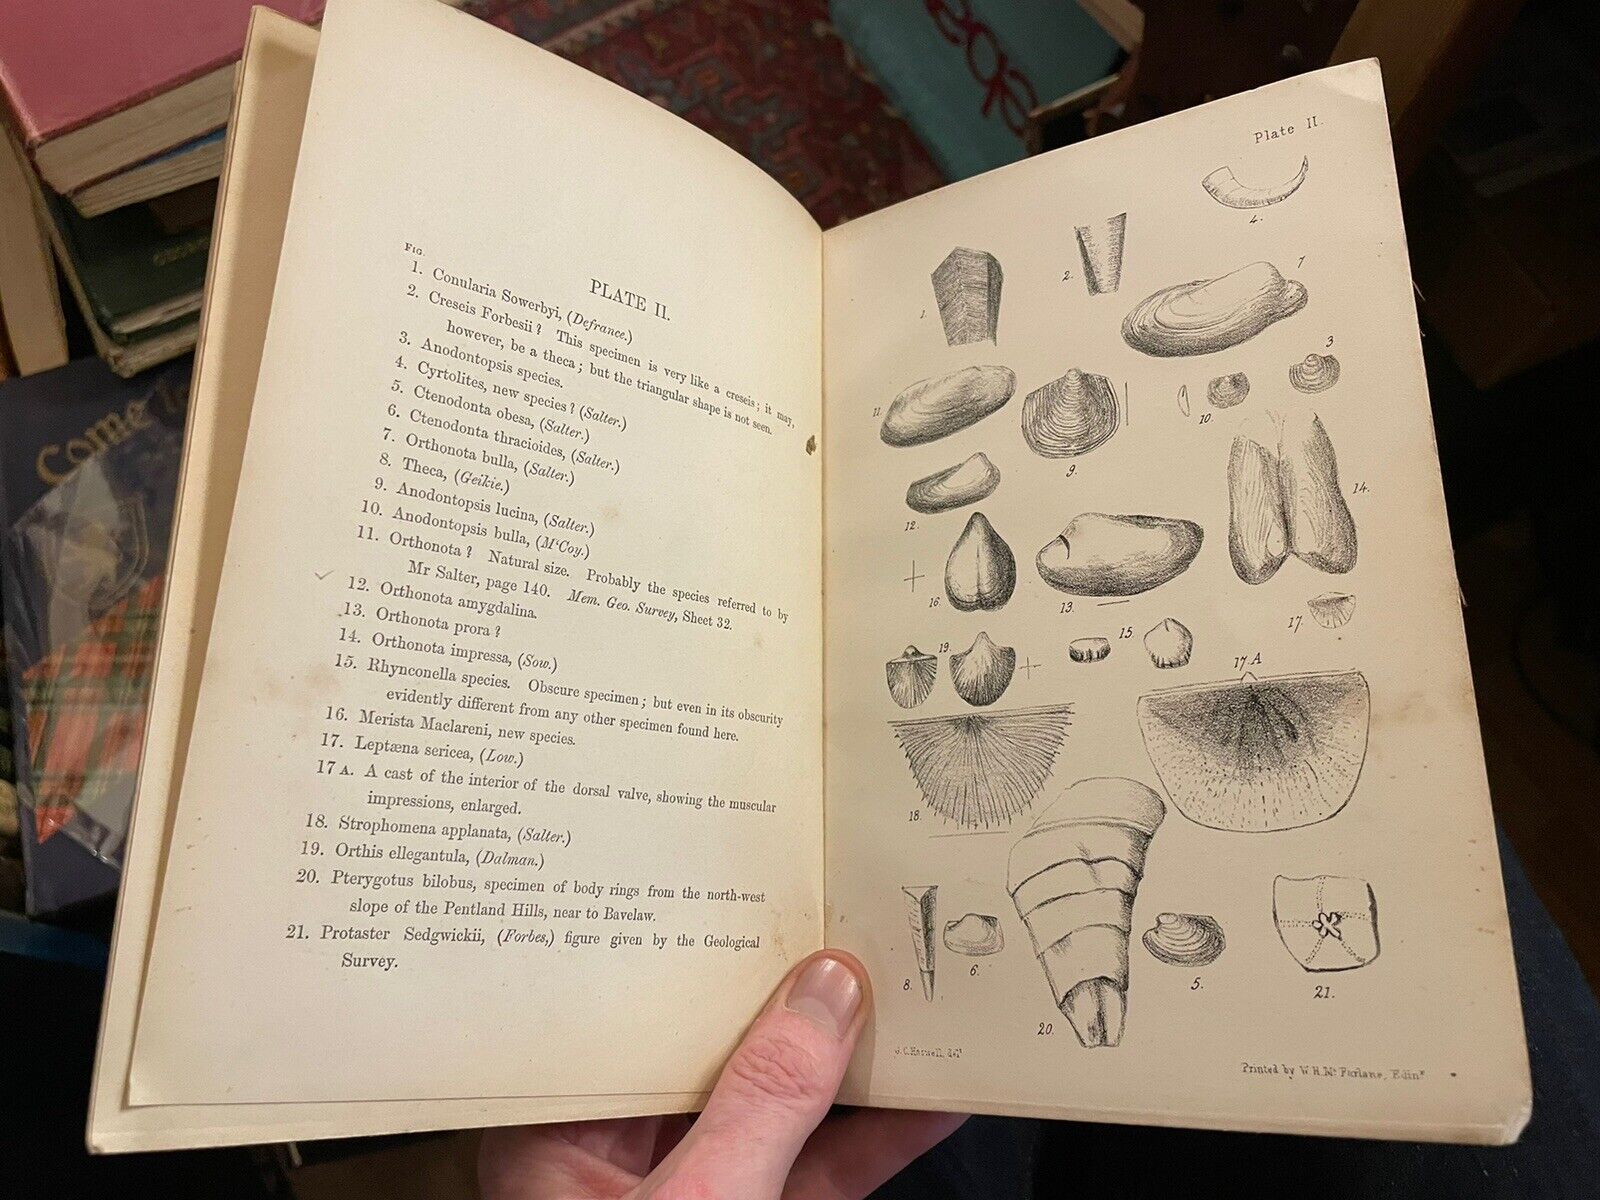 PLATE II.
FIG.
1. Conularia Sowerbyi, (Defrance.)
2. Creseis Forbesii? This specimen is very like a creseis; it may,
however, be a theca; but the triangular shape is not seen.
3. Anodontopsis species.
4. Cyrtolites, new species? (Salter.)
5. Ctenodonta obesa, (Salter.)
6. Ctenodonta thracioides, (Salter.)
7. Orthonota bulla, (Salter.)
8. Theca, (Geikie.)
9. Anodontopsis lucina, (Salter.)
10. Anodontopsis bulla, (M'Coy.)
11. Orthonota? Natural size. Probably the species referred to by
Mr Salter, page 140. Mem. Geo. Survey, Sheet 32.
12. Orthonota amygdalina.
13. Orthonota prora?
14. Orthonota impressa, (Sow.)
15. Rhynconella species. Obscure specimen; but even in its obscurity
evidently different from any other specimen found here.
16. Merista Maclareni, new species.
17. Leptæna sericea, (Low.)
17 A. A cast of the interior of the dorsal valve, showing the muscular
impressions, enlarged.
18. Strophomena applanata, (Salter.)
19. Orthis ellegantula, (Dalman.)
20. Pterygotus bilobus, specimen of body rings from the north-west
slope of the Pentland Hills, near to Bavelaw.
21. Protaster Sedgwickii, (Forbes,) figure given by the Geological
Survey.
Plate II.
4.
2.
7.
1.
3.
11.
9.
10.
12.
14.
16.
13.
17.
19.
15.
17 A
18.
8.
6.
20.
5.
21.
J.C. Haswell, delt
Printed by W. H. Mc Farlane, Edinr
Come